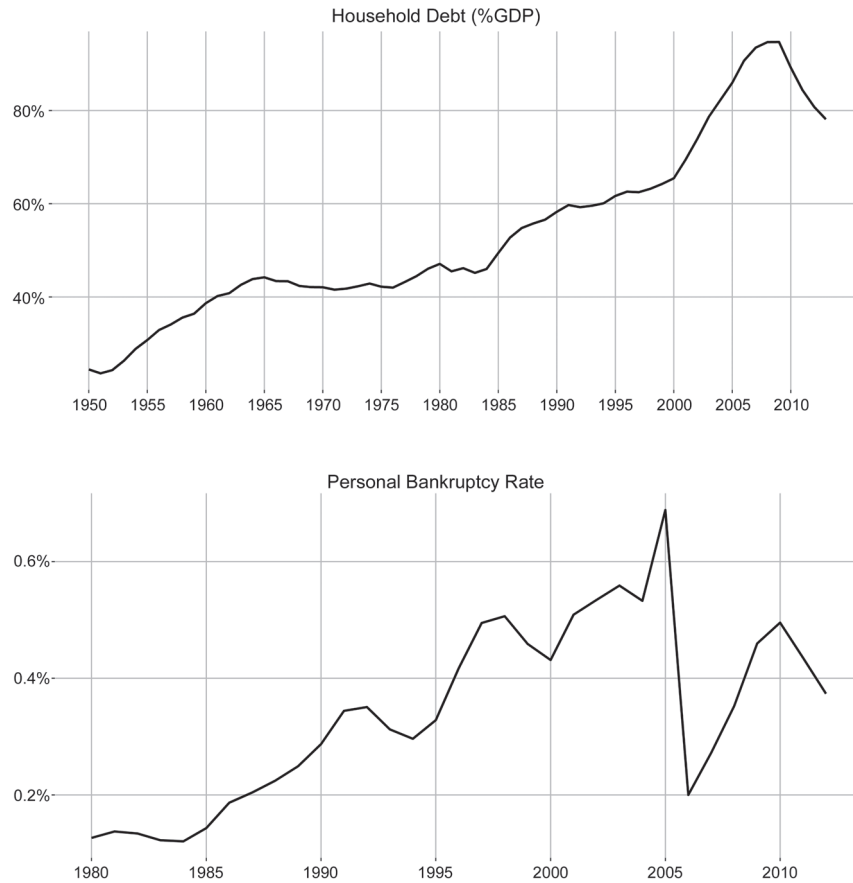 Household Debt (%GDP)
80%
60%
40%
1950 1955 1960 1965 1970 1975 1980 1985 1990 1995 2000 2005 2010
Personal Bankruptcy Rate
0.6%
0.4%
0.2%
1980 1985 1990 1995 2000 2005 2010